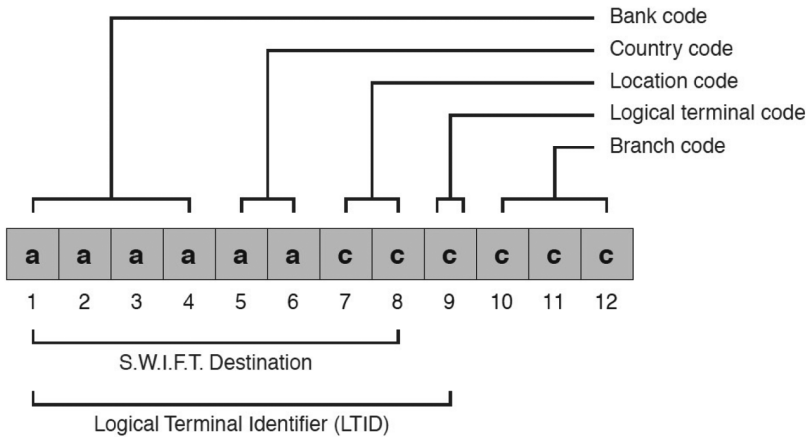 Bank code
Country code
Location code
Logical terminal code
Branch code
a a a a a a c c c c c c
1 2 3 4 5 6 7 8 9 10 11 12
S.W.I.F.T. Destination
Logical Terminal Identifier (LTID)